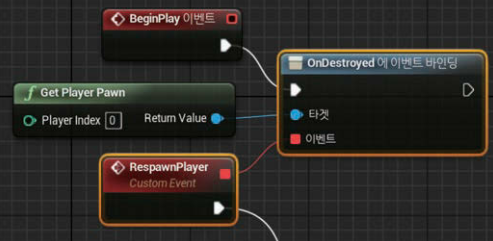 BeginPlay 이벤트
OnDestroyed 에 이벤트 바인딩
f Get Player Pawn
Player Index 0 Return Value
타겟
이벤트
RespawnPlayer
Custom Event